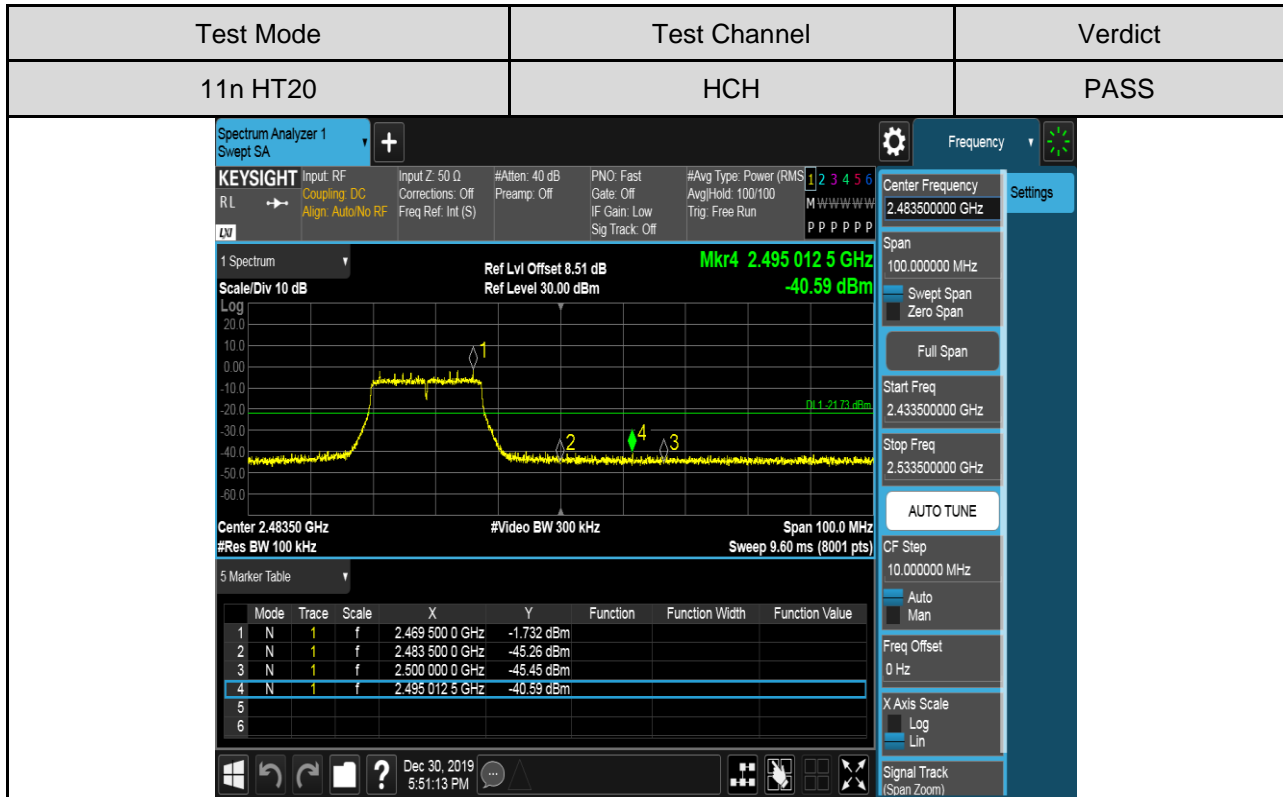 Test Mode Test Channel Verdict
11n HT20 HCH PASS
Spectrum Analyzer 1
Swept SA
+
Frequency
KEYSIGHT Input: RF Input Z: 50 Ω #Atten: 40 dB PNO: Fast #Avg Type: Power (RMS 1 2 3 4 5 6
RL Coupling: DC Corrections: Off Preamp: Off Gate: Off Avg|Hold: 100/100 M W W W W W
Align: Auto/No RF Freq Ref: Int (S) IF Gain: Low Trig: Free Run
LXI Sig Track: Off P P P P P P
1 Spectrum Ref Lvl Offset 8.51 dB Mkr4 2.495 012 5 GHz
Scale/Div 10 dB Ref Level 30.00 dBm -40.59 dBm
Log
20.0
10.0
0.00
-10.0
-20.0
-30.0
-40.0
-50.0
-60.0
1
DL1 -21.73 dBm
2 4 3
Center 2.48350 GHz #Video BW 300 kHz Span 100.0 MHz
#Res BW 100 kHz Sweep 9.60 ms (8001 pts)
5 Marker Table
Mode Trace Scale X Y Function Function Width Function Value
1 N 1 f 2.469 500 0 GHz -1.732 dBm
2 N 1 f 2.483 500 0 GHz -45.26 dBm
3 N 1 f 2.500 000 0 GHz -45.45 dBm
4 N 1 f 2.495 012 5 GHz -40.59 dBm
5
6
Dec 30, 2019
5:51:13 PM
?
Center Frequency
2.483500000 GHz
Settings
Span
100.000000 MHz
Swept Span
Zero Span
Full Span
Start Freq
2.433500000 GHz
Stop Freq
2.533500000 GHz
AUTO TUNE
CF Step
10.000000 MHz
Auto
Man
Freq Offset
0 Hz
X Axis Scale
Log
Lin
Signal Track
(Span Zoom)